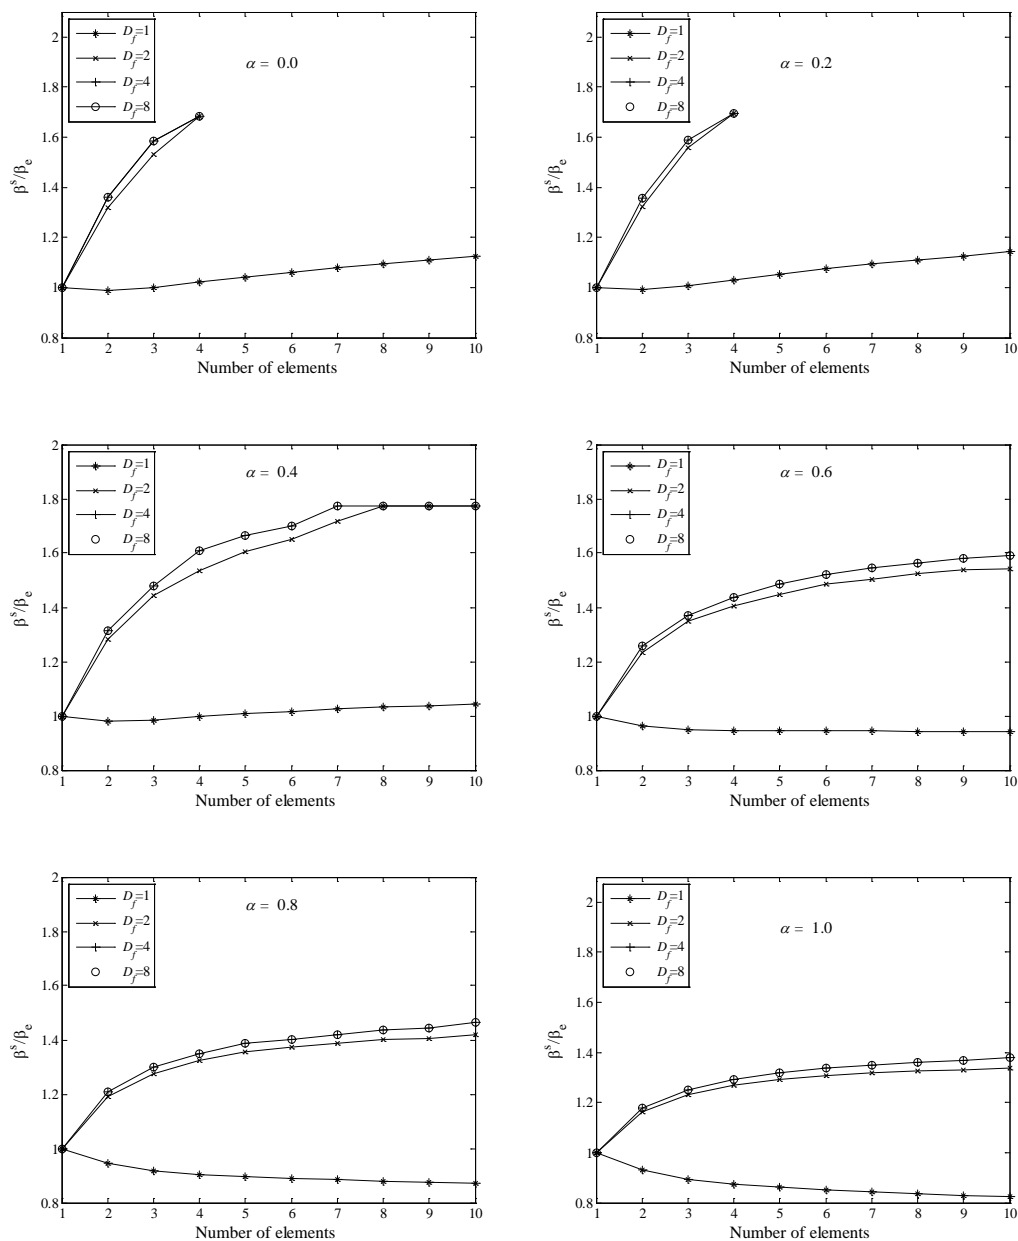 D_f=1
D_f=2
D_f=4
D_f=8
α = 0.0
β^s/β_e
2
1.8
1.6
1.4
1.2
1
0.8
1 2 3 4 5 6 7 8 9 10
Number of elements
D_f=1
D_f=2
D_f=4
D_f=8
α = 0.2
β^s/β_e
2
1.8
1.6
1.4
1.2
1
0.8
1 2 3 4 5 6 7 8 9 10
Number of elements
D_f=1
D_f=2
D_f=4
D_f=8
α = 0.4
β^s/β_e
2
1.8
1.6
1.4
1.2
1
0.8
1 2 3 4 5 6 7 8 9 10
Number of elements
D_f=1
D_f=2
D_f=4
D_f=8
α = 0.6
β^s/β_e
2
1.8
1.6
1.4
1.2
1
0.8
1 2 3 4 5 6 7 8 9 10
Number of elements
D_f=1
D_f=2
D_f=4
D_f=8
α = 0.8
β^s/β_e
2
1.8
1.6
1.4
1.2
1
0.8
1 2 3 4 5 6 7 8 9 10
Number of elements
D_f=1
D_f=2
D_f=4
D_f=8
α = 1.0
β^s/β_e
2
1.8
1.6
1.4
1.2
1
0.8
1 2 3 4 5 6 7 8 9 10
Number of elements